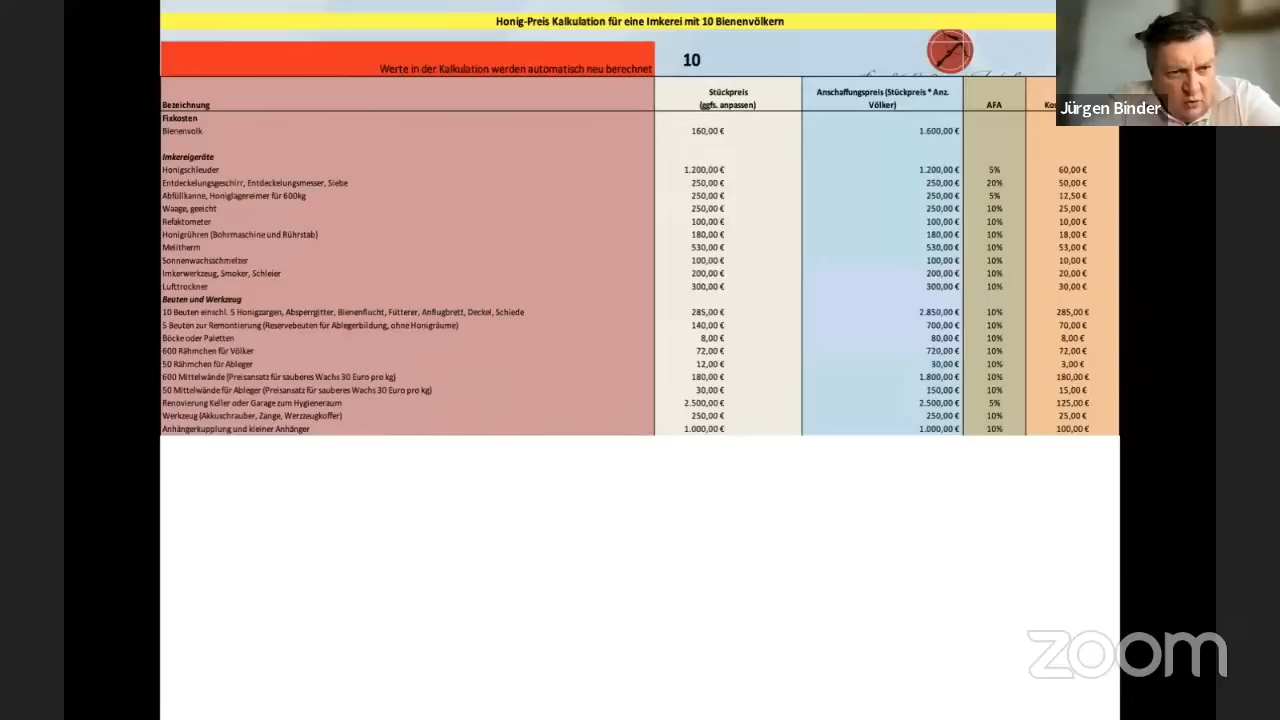 Honig-Preis Kalkulation für eine Imkerei mit 10 Bienenvölkern
Werte in der Kalkulation werden automatisch neu berechnet 10
Jürgen Binder
Stückpreis Anschaffungspreis (Stückpreis * Anz.
Bezeichnung (ggfs. anpassen) Völker) AFA
Fixkosten
Bienenvolk 160,00 € 1.600,00 €
Imkereigeräte
Honigschleuder 1.200,00 € 1.200,00 € 5% 60,00 €
Entdeckelungsgeschirr, Entdeckelungsmesser, Siebe 250,00 € 250,00 € 20% 50,00 €
Abfüllkanne, Honiglagereimer für 600kg 250,00 € 250,00 € 5% 12,50 €
Waage, geeicht 250,00 € 250,00 € 10% 25,00 €
Refaktometer 100,00 € 100,00 € 10% 10,00 €
Honigrühren (Bohrmaschine und Rührstab) 180,00 € 180,00 € 10% 18,00 €
Melitherm 530,00 € 530,00 € 10% 53,00 €
Sonnenwachsschmelzer 100,00 € 100,00 € 10% 10,00 €
Imkerwerkzeug, Smoker, Schleier 200,00 € 200,00 € 10% 20,00 €
Lufttrockner 300,00 € 300,00 € 10% 30,00 €
Beuten und Werkzeug
10 Beuten einschl. 5 Honigzargen, Absperrgitter, Bienenflucht, Fütterer, Anflugbrett, Deckel, Schiede 285,00 € 2.850,00 € 10% 285,00 €
5 Beuten zur Remontierung (Reservebeuten für Ablegerbildung, ohne Honigräume) 140,00 € 700,00 € 10% 70,00 €
Böcke oder Paletten 8,00 € 80,00 € 10% 8,00 €
600 Rähmchen für Völker 72,00 € 720,00 € 10% 72,00 €
50 Rähmchen für Ableger 12,00 € 30,00 € 10% 3,00 €
600 Mittelwände (Preisansatz für sauberes Wachs 30 Euro pro kg) 180,00 € 1.800,00 € 10% 180,00 €
50 Mittelwände für Ableger (Preisansatz für sauberes Wachs 30 Euro pro kg) 30,00 € 150,00 € 10% 15,00 €
Renovierung Keller oder Garage zum Hygieneraum 2.500,00 € 2.500,00 € 5% 125,00 €
Werkzeug (Akkuschrauber, Zange, Werzeugkoffer) 250,00 € 250,00 € 10% 25,00 €
Anhängerkupplung und kleiner Anhänger 1.000,00 € 1.000,00 € 10% 100,00 €
zoom